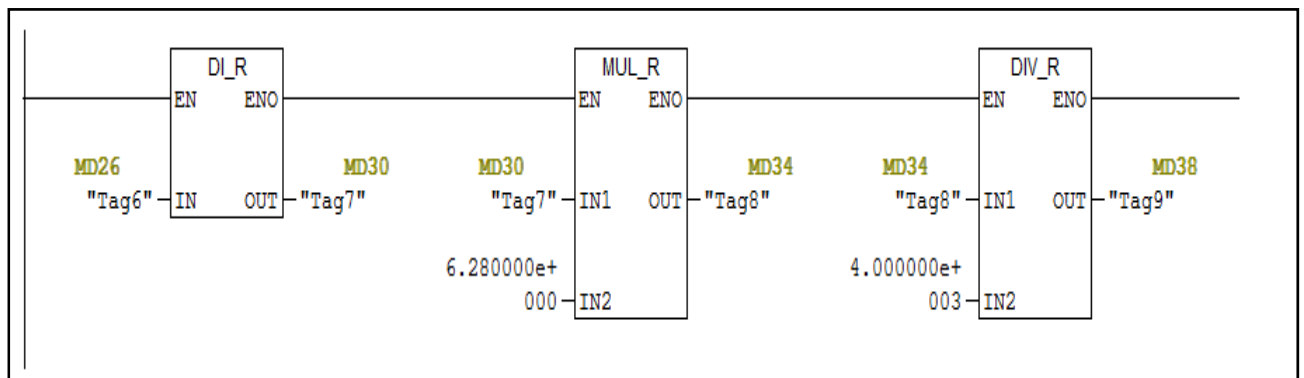 DI_R MUL_R DIV_R
EN ENO EN ENO EN ENO
MD26 MD30 MD30 MD34 MD34 MD38
"Tag6" IN OUT "Tag7" "Tag7" IN1 OUT "Tag8" "Tag8" IN1 OUT "Tag9"
6.280000e+ 4.000000e+
000 IN2 003 IN2